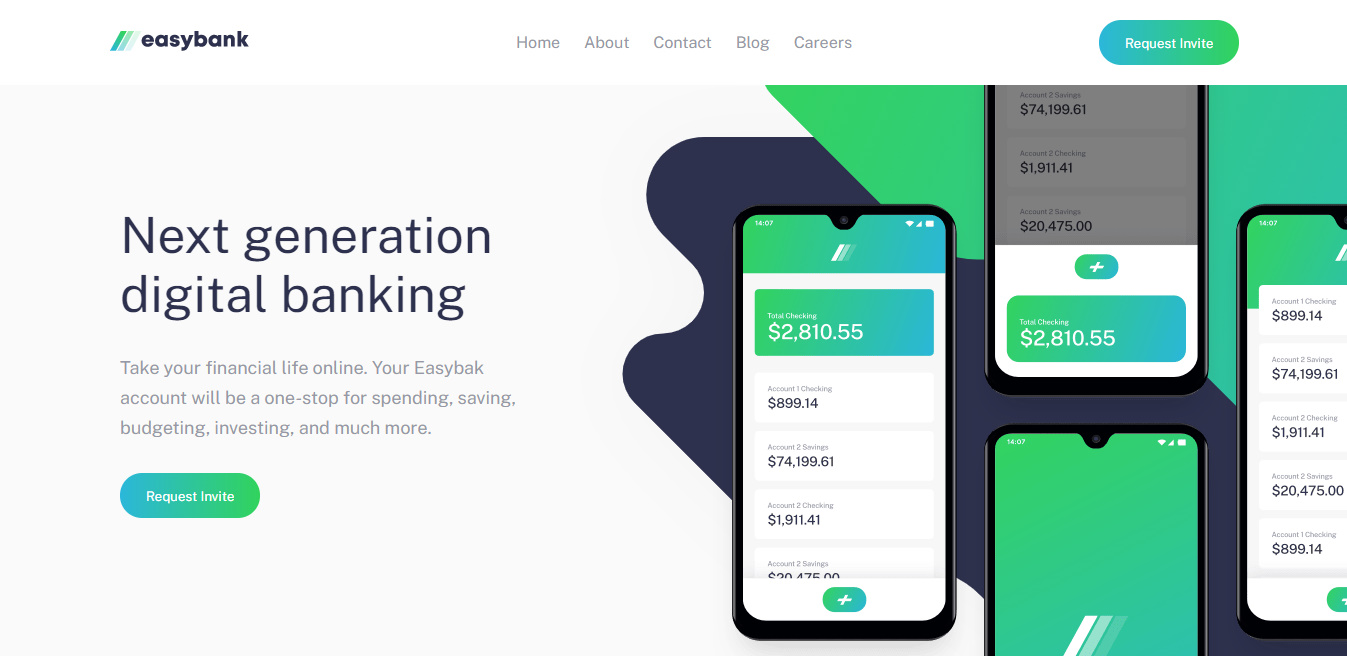 easybank
Home About Contact Blog Careers
Request Invite
Next generation
digital banking
Take your financial life online. Your Easybak
account will be a one-stop for spending, saving,
budgeting, investing, and much more.
Request Invite
14:07
Total Checking
$2,810.55
Account 1 Checking
$899.14
Account 2 Savings
$74,199.61
Account 2 Checking
$1,911.41
Account 2 Savings
$20,475.00
Account 2 Savings
$74,199.61
Account 2 Checking
$1,911.41
Account 2 Savings
$20,475.00
Total Checking
$2,810.55
14:07
14:07
Account 1 Checking
$899.14
Account 2 Savings
$74,199.61
Account 2 Checking
$1,911.41
Account 2 Savings
$20,475.00
Account 1 Checking
$899.14